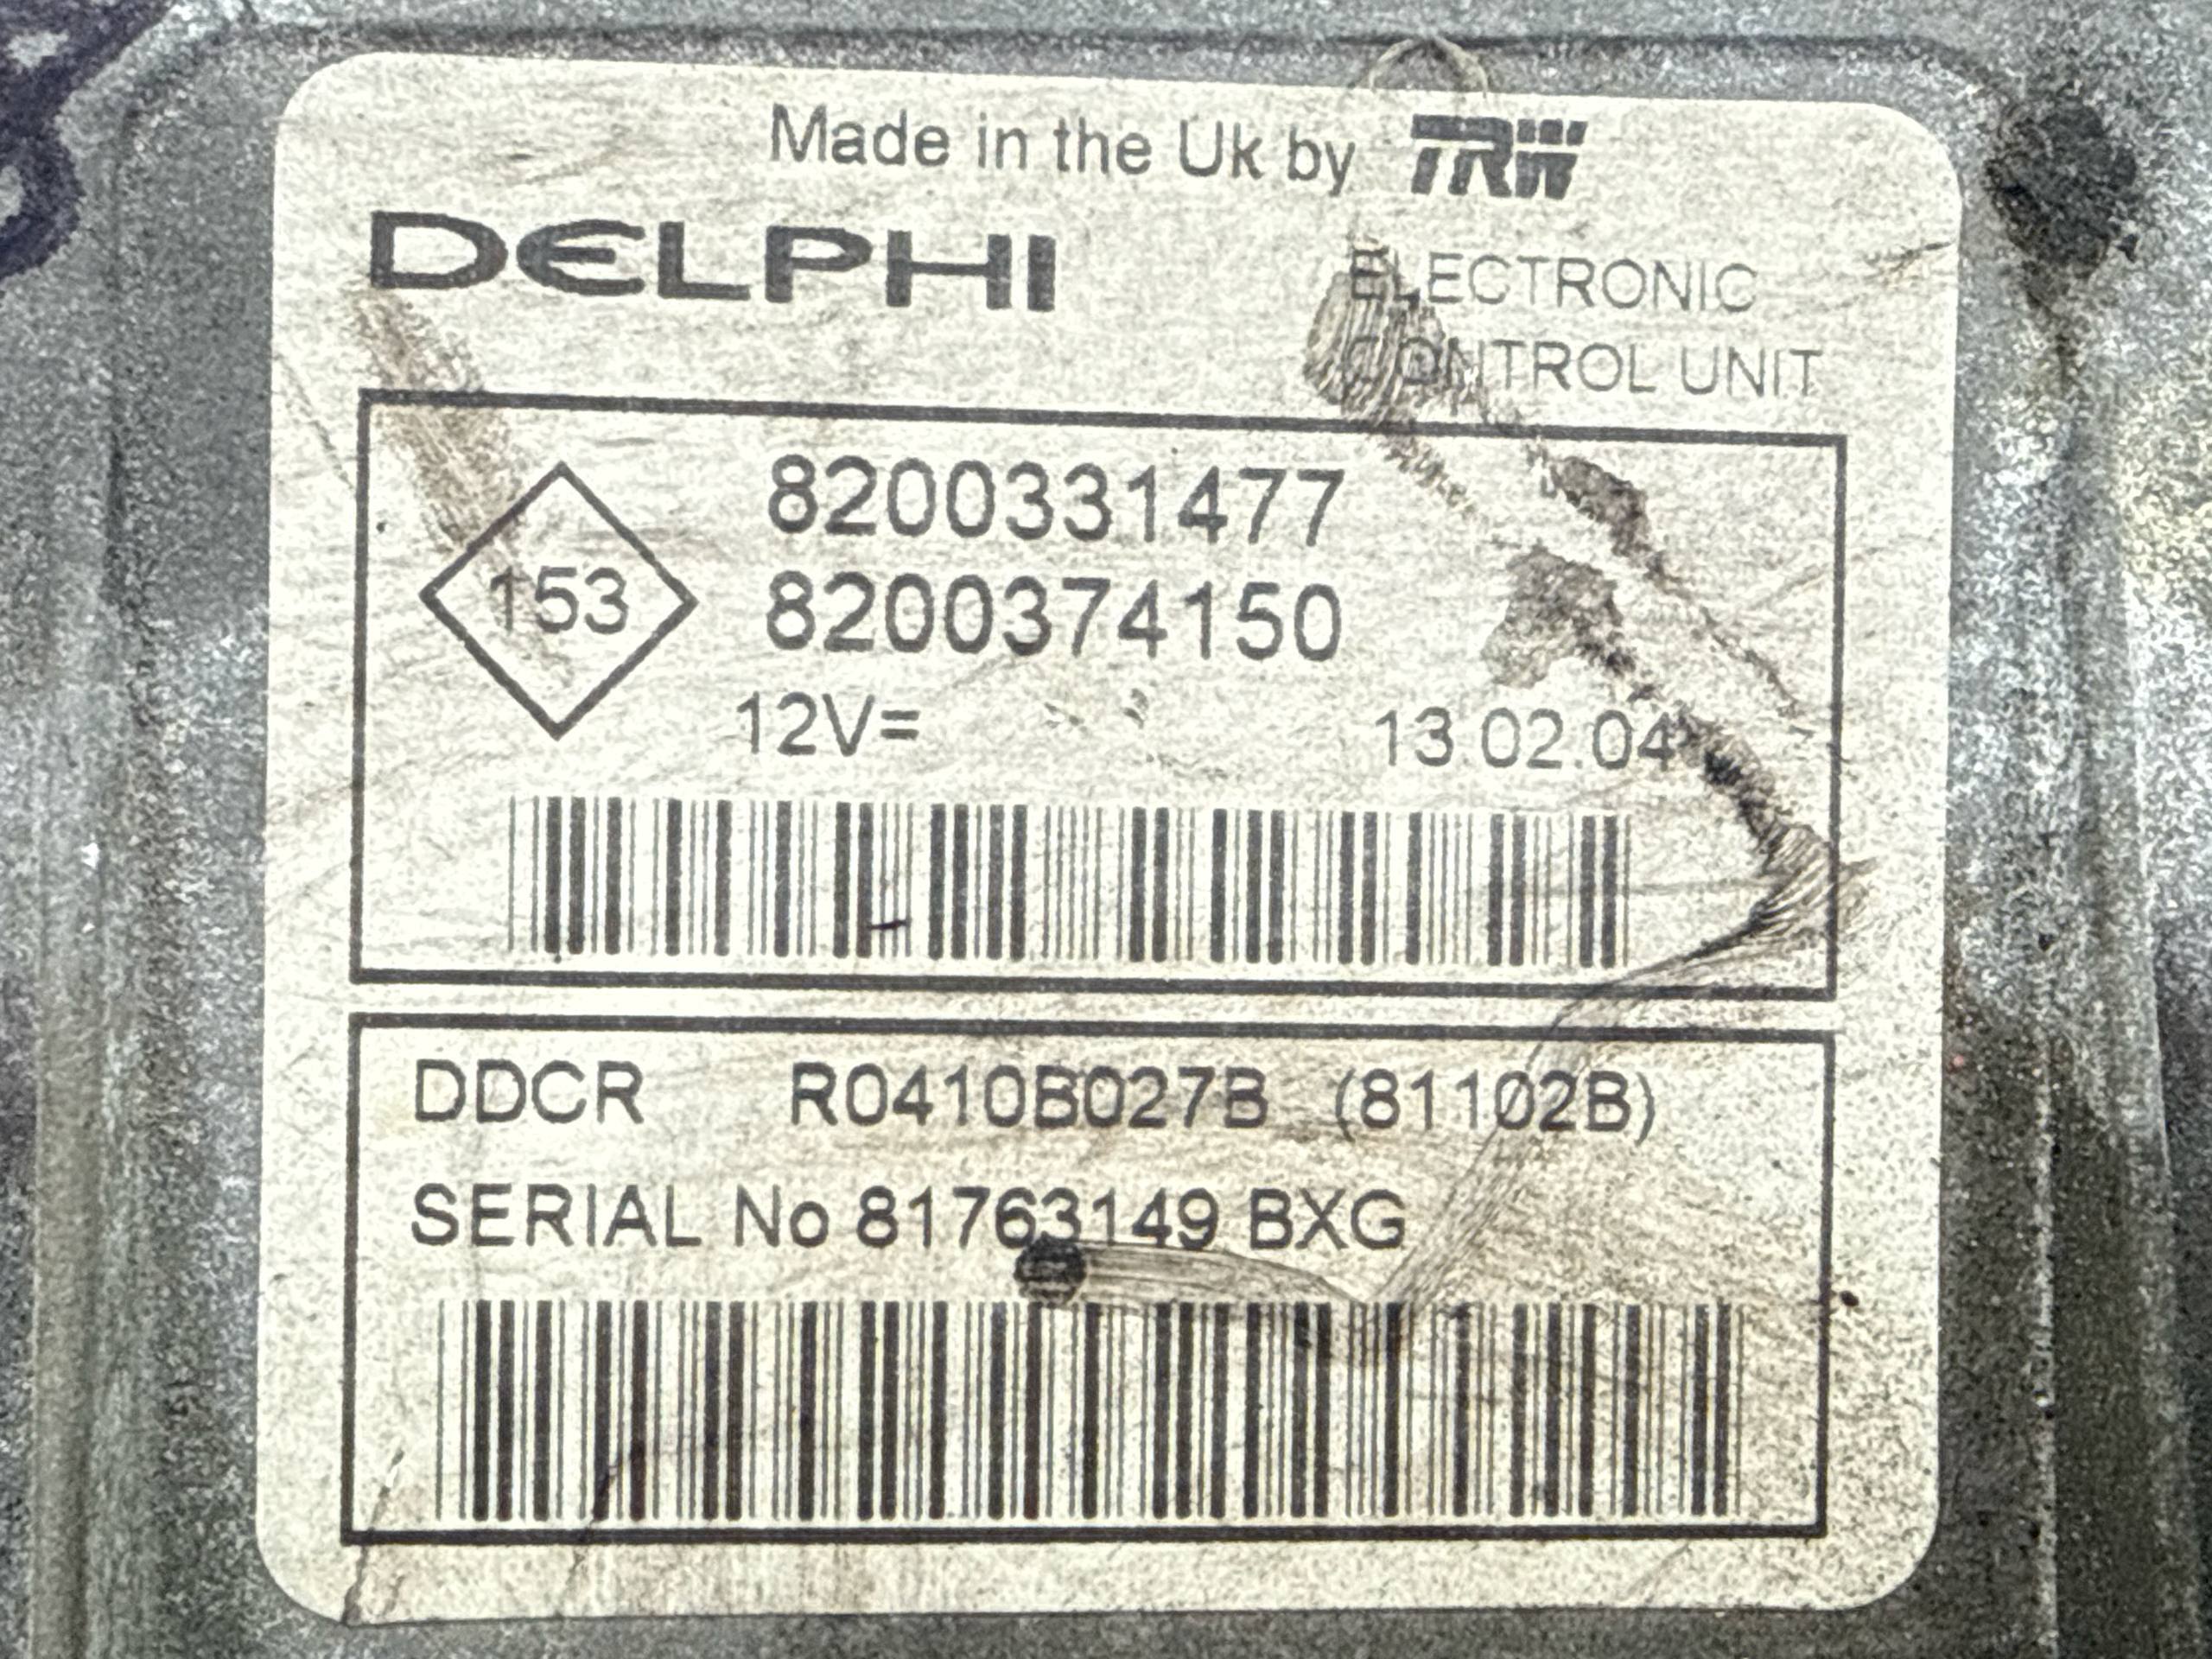 Made in the Uk by TRW
DELPHI
ELECTRONIC
CONTROL UNIT
8200331477
153
8200374150
12V= 13.02.04
DDCR R0410B027B (81102B)
SERIAL No 81763149 BXG